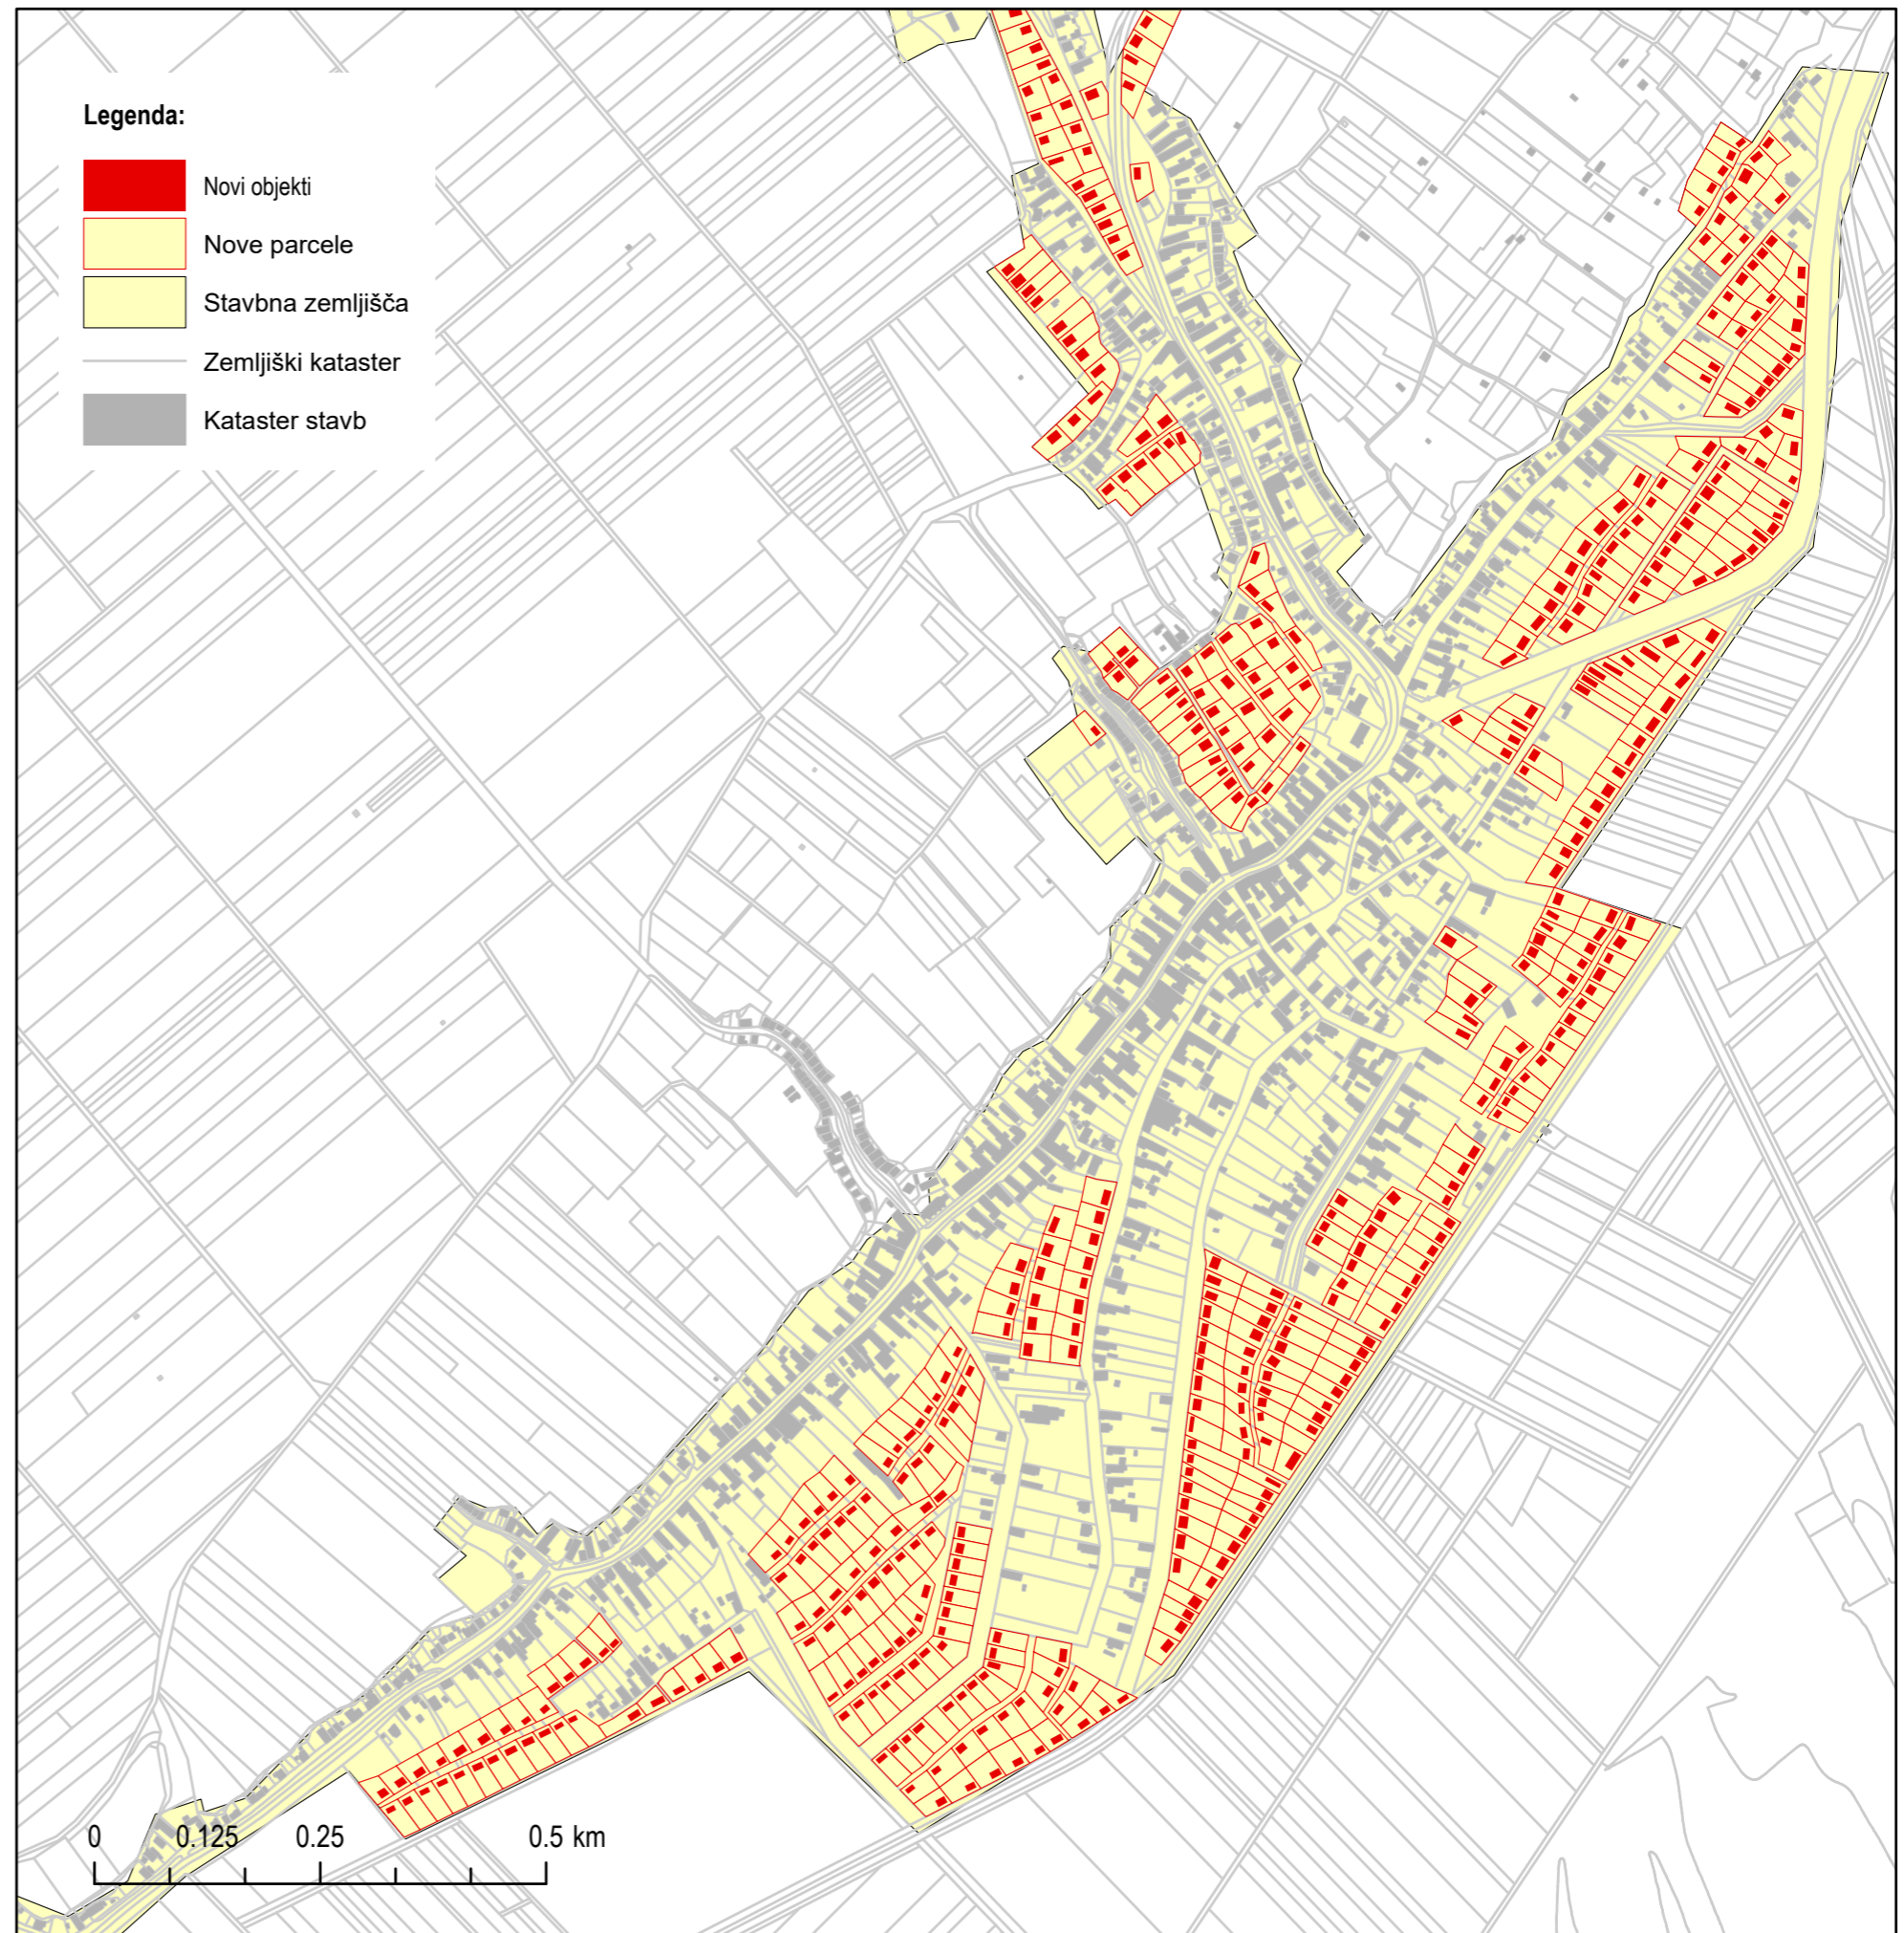 Legenda:
Novi objekti
Nove parcele
Stavbna zemljišča
Zemljiški kataster
Kataster stavb
0 0.125 0.25 0.5 km